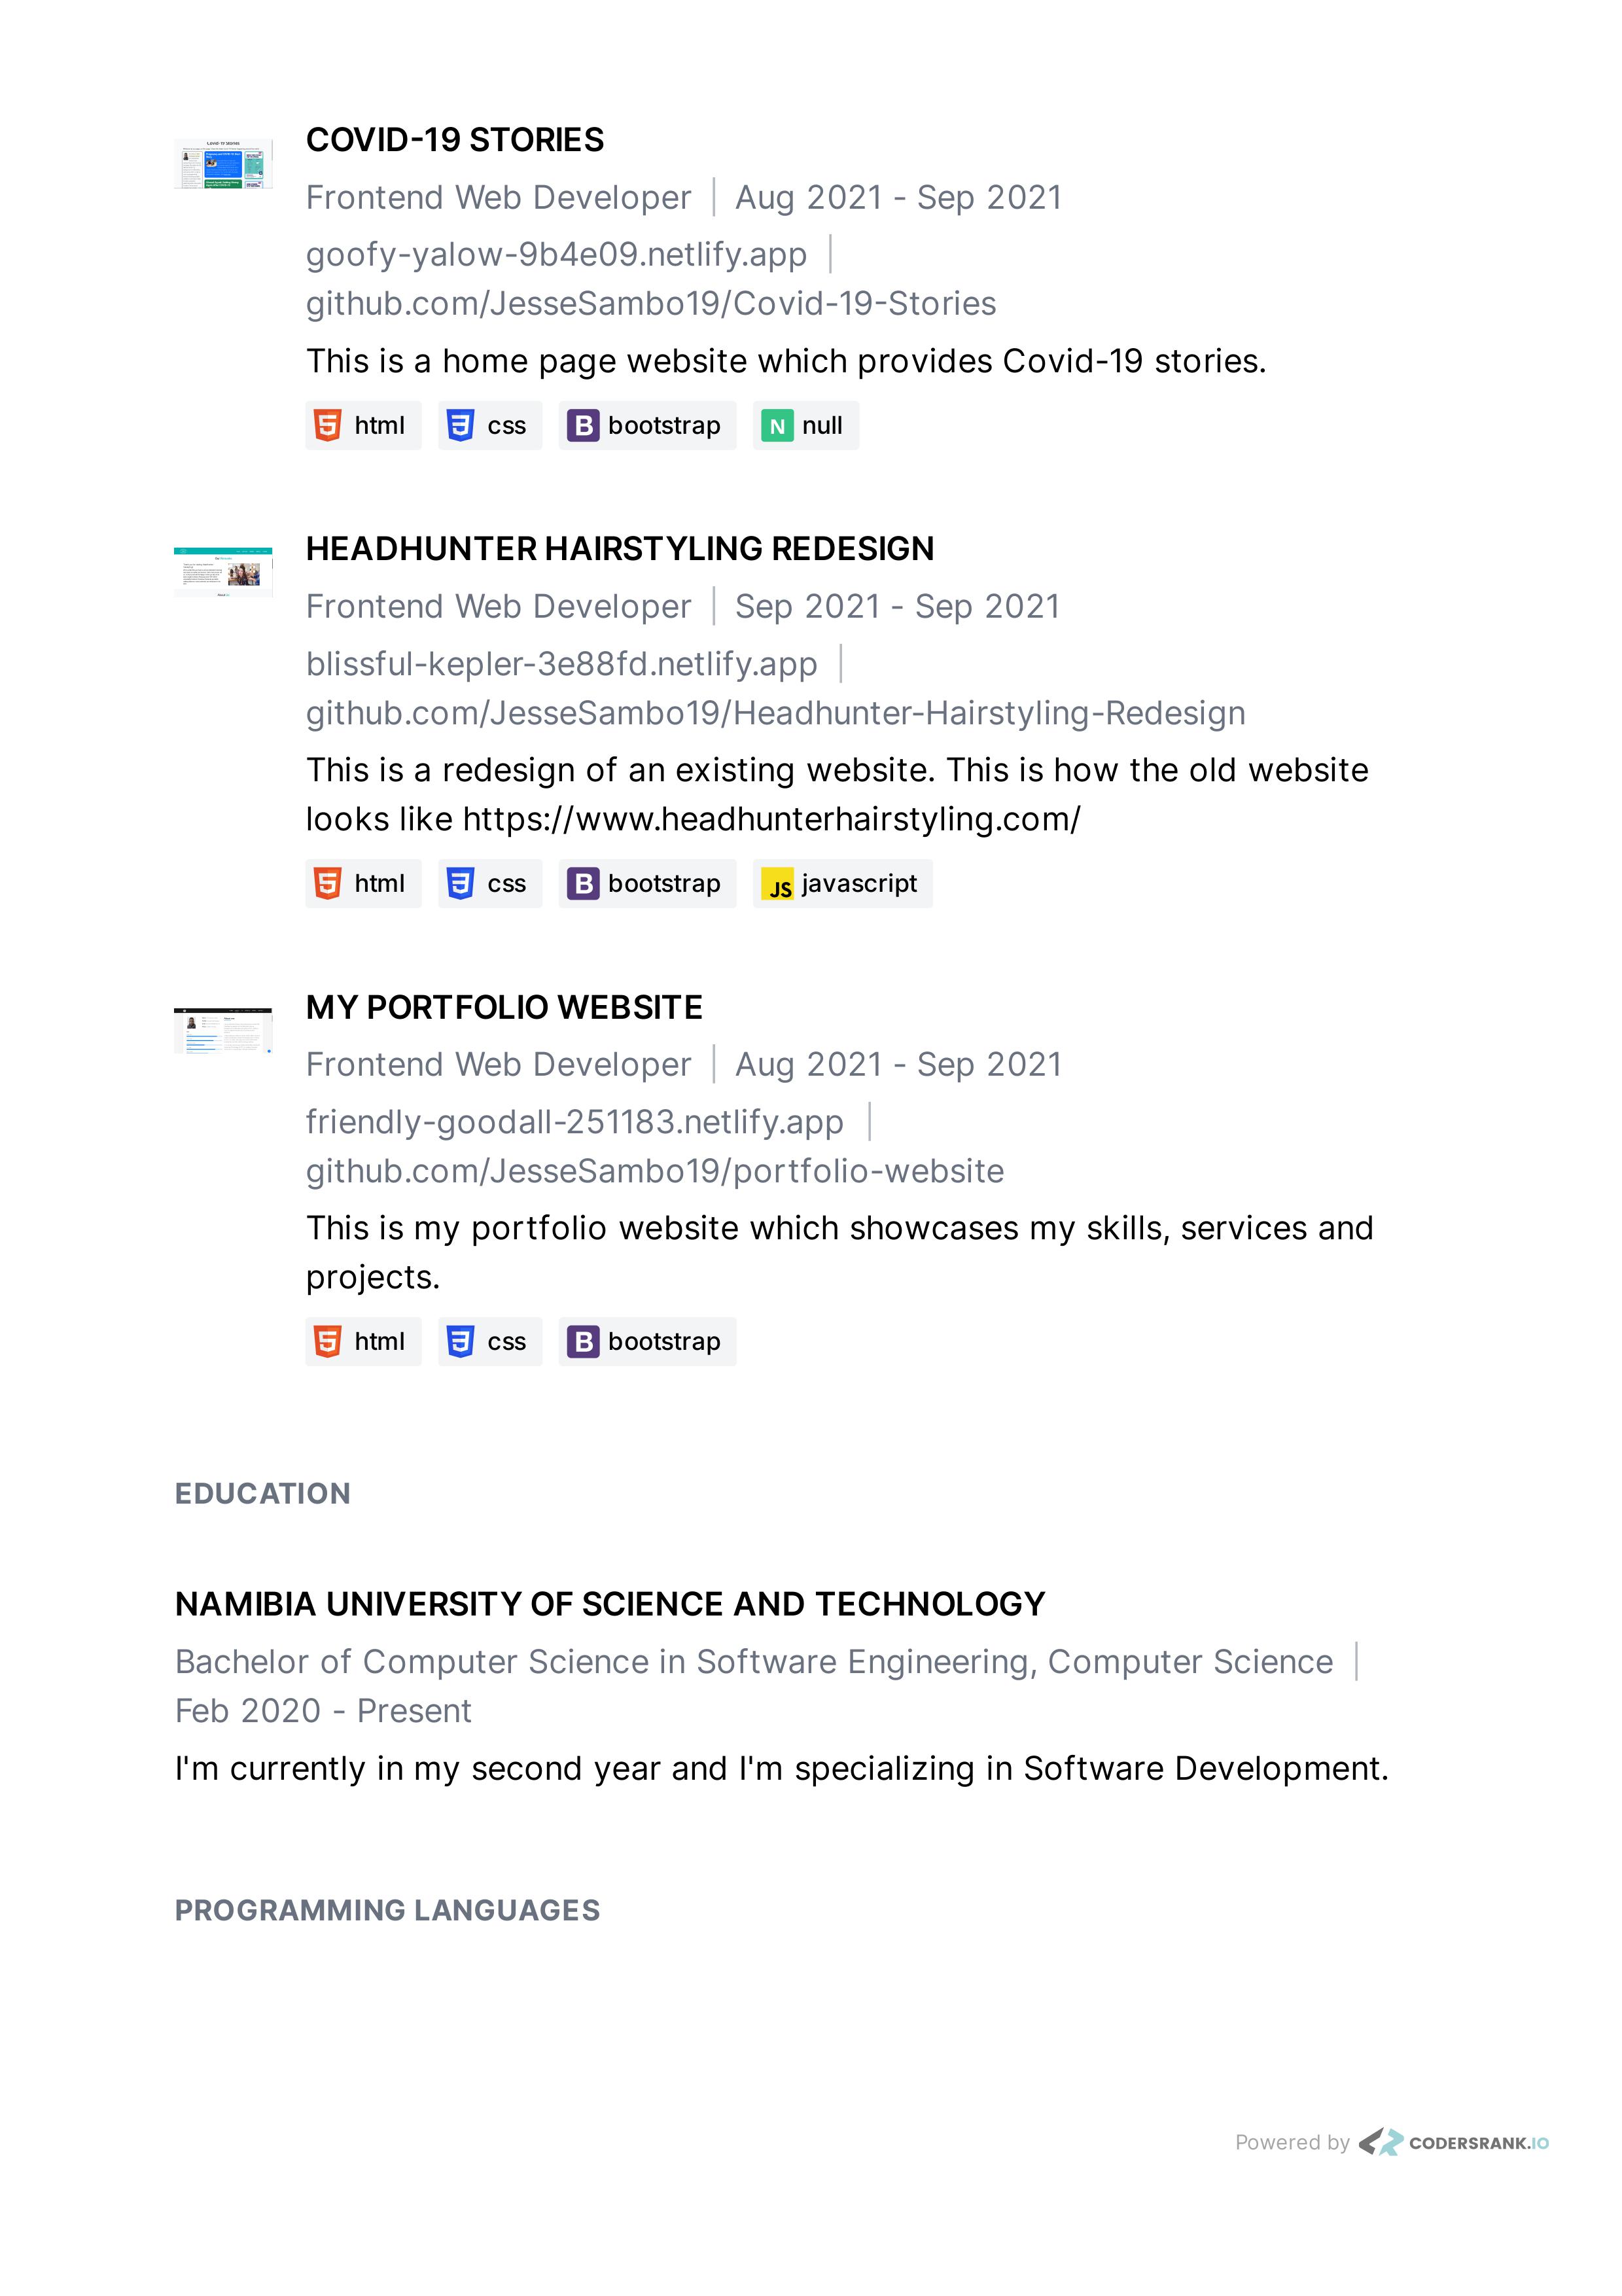 COVID-19 STORIES
Frontend Web Developer | Aug 2021 - Sep 2021
goofy-yalow-9b4e09.netlify.app |
github.com/JesseSambo19/Covid-19-Stories
This is a home page website which provides Covid-19 stories.
html css bootstrap N null
HEADHUNTER HAIRSTYLING REDESIGN
Frontend Web Developer | Sep 2021 - Sep 2021
blissful-kepler-3e88fd.netlify.app |
github.com/JesseSambo19/Headhunter-Hairstyling-Redesign
This is a redesign of an existing website. This is how the old website
looks like https://www.headhunterhairstyling.com/
html css bootstrap JS javascript
MY PORTFOLIO WEBSITE
Frontend Web Developer | Aug 2021 - Sep 2021
friendly-goodall-251183.netlify.app |
github.com/JesseSambo19/portfolio-website
This is my portfolio website which showcases my skills, services and
projects.
html css bootstrap
EDUCATION
NAMIBIA UNIVERSITY OF SCIENCE AND TECHNOLOGY
Bachelor of Computer Science in Software Engineering, Computer Science |
Feb 2020 - Present
I'm currently in my second year and I'm specializing in Software Development.
PROGRAMMING LANGUAGES
Powered by CODERSRANK.IO